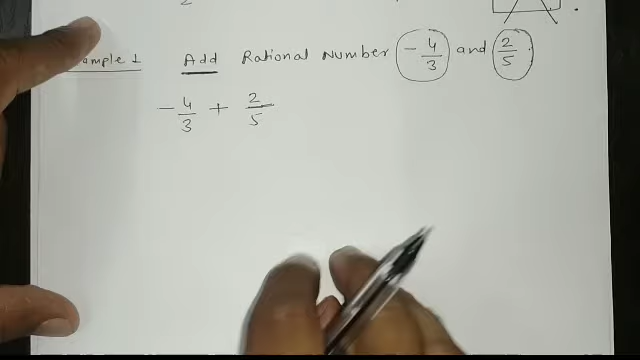 ample 1 Add Rational Number - 4/3 and 2/5.
- 4/3 + 2/5